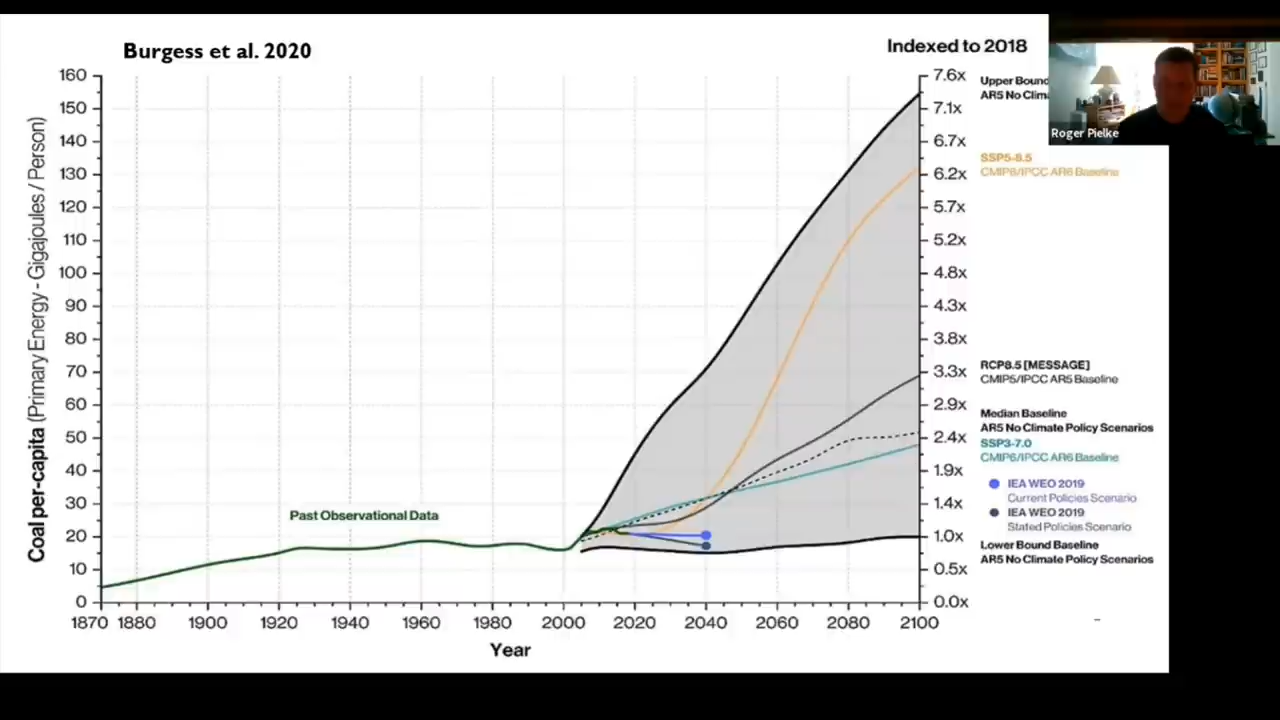 Burgess et al. 2020
Indexed to 2018
Coal per-capita (Primary Energy - Gigajoules / Person)
160
150
140
130
120
110
100
90
80
70
60
50
40
30
20
10
0
Past Observational Data
7.6x
7.1x
6.7x
6.2x
5.7x
5.2x
4.8x
4.3x
3.8x
3.3x
2.9x
2.4x
1.9x
1.4x
1.0x
0.5x
0.0x
1870 1880 1900 1920 1940 1960 1980 2000 2020 2040 2060 2080 2100
Year
Upper Bound
AR5 No Clima
Roger Pielke
SSP5-8.5
CMIP6/IPCC AR6 Baseline
RCP8.5 [MESSAGE]
CMIP5/IPCC AR5 Baseline
Median Baseline
AR5 No Climate Policy Scenarios
SSP3-7.0
CMIP6/IPCC AR6 Baseline
IEA WEO 2019
Current Policies Scenario
IEA WEO 2019
Stated Policies Scenario
Lower Bound Baseline
AR5 No Climate Policy Scenarios